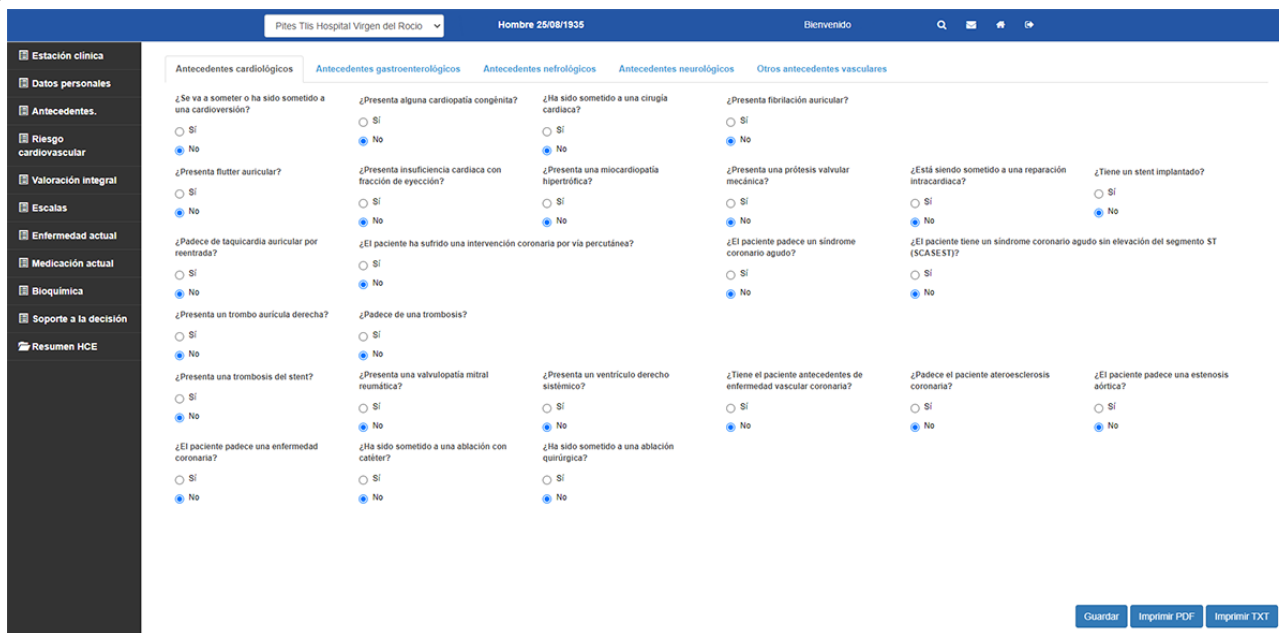 Pites Tlis Hospital Virgen del Rocio
Hombre 25/08/1935
Bienvenido
Estación clínica
Datos personales
Antecedentes.
Riesgo
cardiovascular
Valoración integral
Escalas
Enfermedad actual
Medicación actual
Bioquímica
Soporte a la decisión
Resumen HCE
Antecedentes cardiológicos
Antecedentes gastroenterológicos
Antecedentes nefrológicos
Antecedentes neurológicos
Otros antecedentes vasculares
¿Se va a someter o ha sido sometido a
una cardioversión?
Sí
No
¿Presenta alguna cardiopatía congénita?
Sí
No
¿Ha sido sometido a una cirugía
cardiaca?
Sí
No
¿Presenta fibrilación auricular?
Sí
No
¿Presenta flutter auricular?
Sí
No
¿Presenta insuficiencia cardiaca con
fracción de eyección?
Sí
No
¿Presenta una miocardiopatía
hipertrófica?
Sí
No
¿Presenta una prótesis valvular
mecánica?
Sí
No
¿Está siendo sometido a una reparación
intracardiaca?
Sí
No
¿Tiene un stent implantado?
Sí
No
¿Padece de taquicardia auricular por
reentrada?
Sí
No
¿El paciente ha sufrido una intervención coronaria por vía percutánea?
Sí
No
¿El paciente padece un síndrome
coronario agudo?
Sí
No
¿El paciente tiene un síndrome coronario agudo sin elevación del segmento ST
(SCASEST)?
Sí
No
¿Presenta un trombo aurícula derecha?
Sí
No
¿Padece de una trombosis?
Sí
No
¿Presenta una trombosis del stent?
Sí
No
¿Presenta una valvulopatía mitral
reumática?
Sí
No
¿Presenta un ventrículo derecho
sistémico?
Sí
No
¿Tiene el paciente antecedentes de
enfermedad vascular coronaria?
Sí
No
¿Padece el paciente ateroesclerosis
coronaria?
Sí
No
¿El paciente padece una estenosis
aórtica?
Sí
No
¿El paciente padece una enfermedad
coronaria?
Sí
No
¿Ha sido sometido a una ablación con
catéter?
Sí
No
¿Ha sido sometido a una ablación
quirúrgica?
Sí
No
Guardar
Imprimir PDF
Imprimir TXT